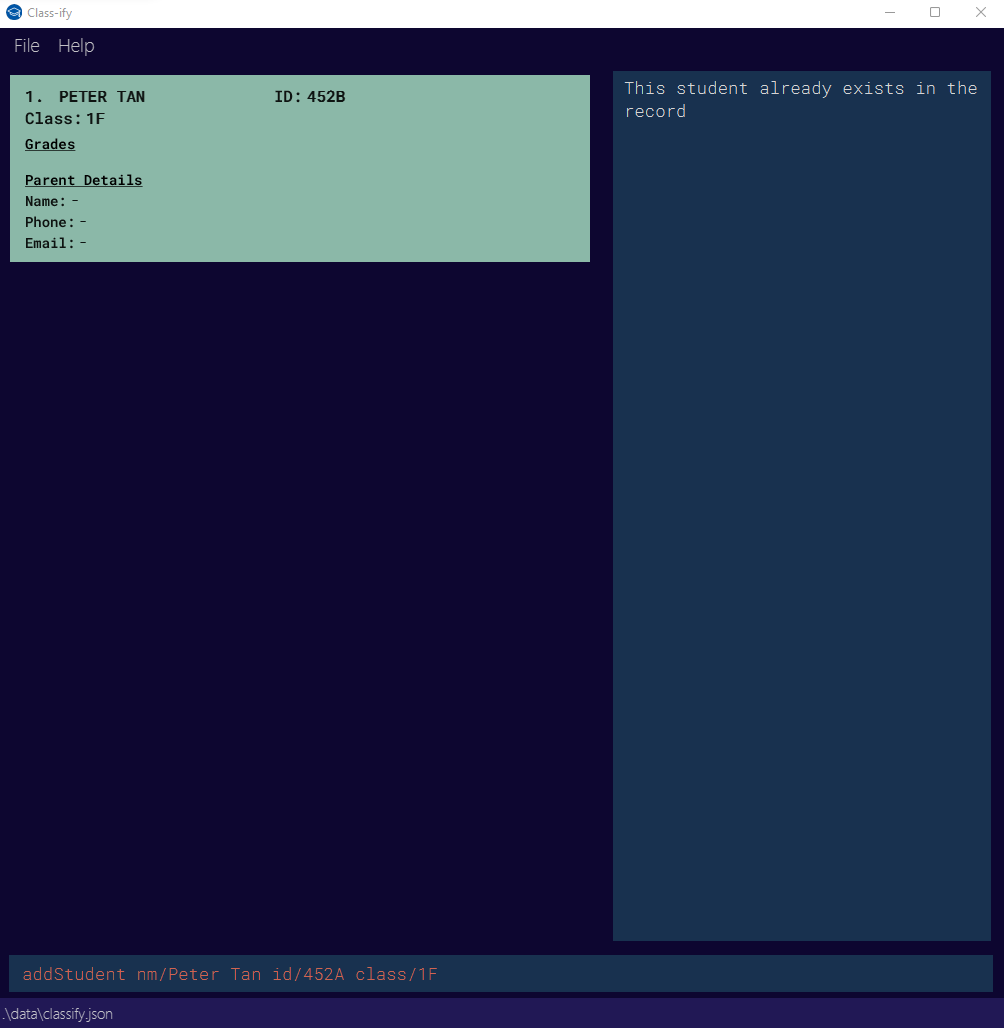 Class-ify
File Help
1. PETER TAN ID: 452B
Class: 1F
Grades
Parent Details
Name: -
Phone: -
Email: -
This student already exists in the
record
addStudent nm/Peter Tan id/452A class/1F
.\data\classify.json